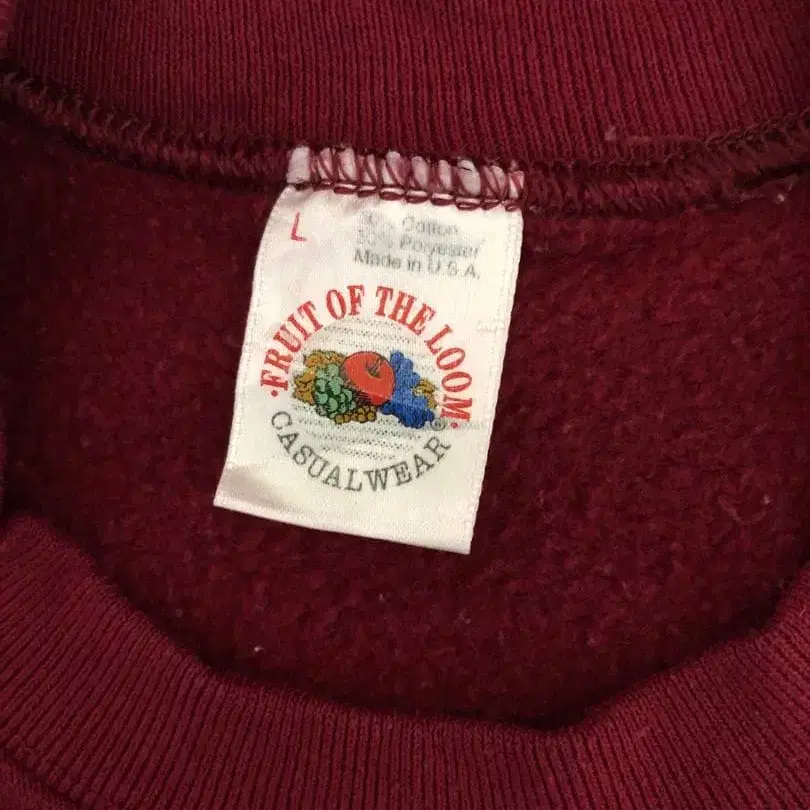 L
Cotton
50% Polyester
Made in U.S.A.
·FRUIT OF THE LOOM·
CASUALWEAR